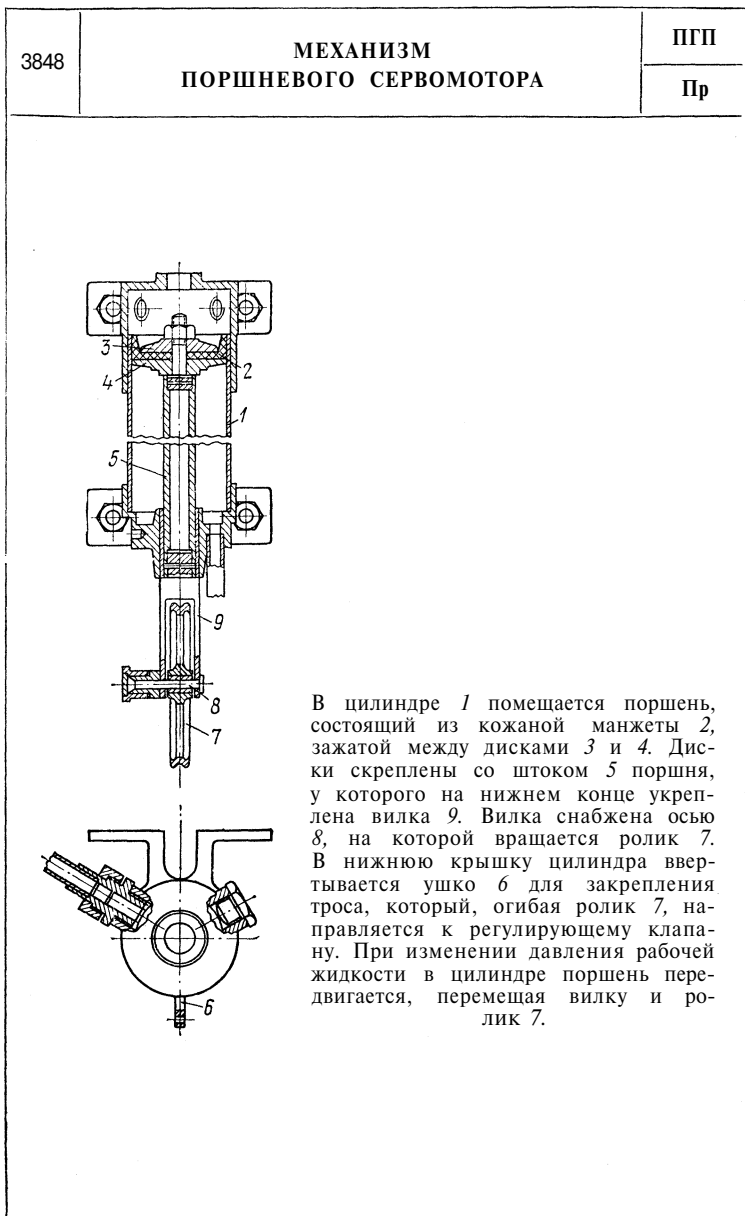 3848
МЕХАНИЗМ
ПОРШНЕВОГО СЕРВОМОТОРА
ПГП
Пр
3
4
2
1
5
9
8
7
6
В цилиндре 1 помещается поршень,
состоящий из кожаной манжеты 2,
зажатой между дисками 3 и 4. Дис-
ки скреплены со штоком 5 поршня,
у которого на нижнем конце укреп-
лена вилка 9. Вилка снабжена осью
8, на которой вращается ролик 7.
В нижнюю крышку цилиндра ввер-
тывается ушко 6 для закрепления
троса, который, огибая ролик 7, на-
правляется к регулирующему клапа-
ну. При изменении давления рабочей
жидкости в цилиндре поршень пере-
двигается, перемещая вилку и ро-
лик 7.